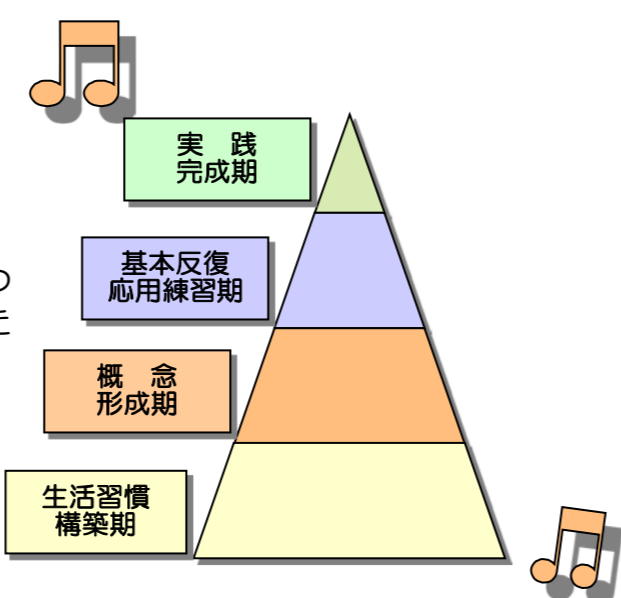 実　践
完成期
基本反復
応用練習期
概　念
形成期
生活習慣
構築期